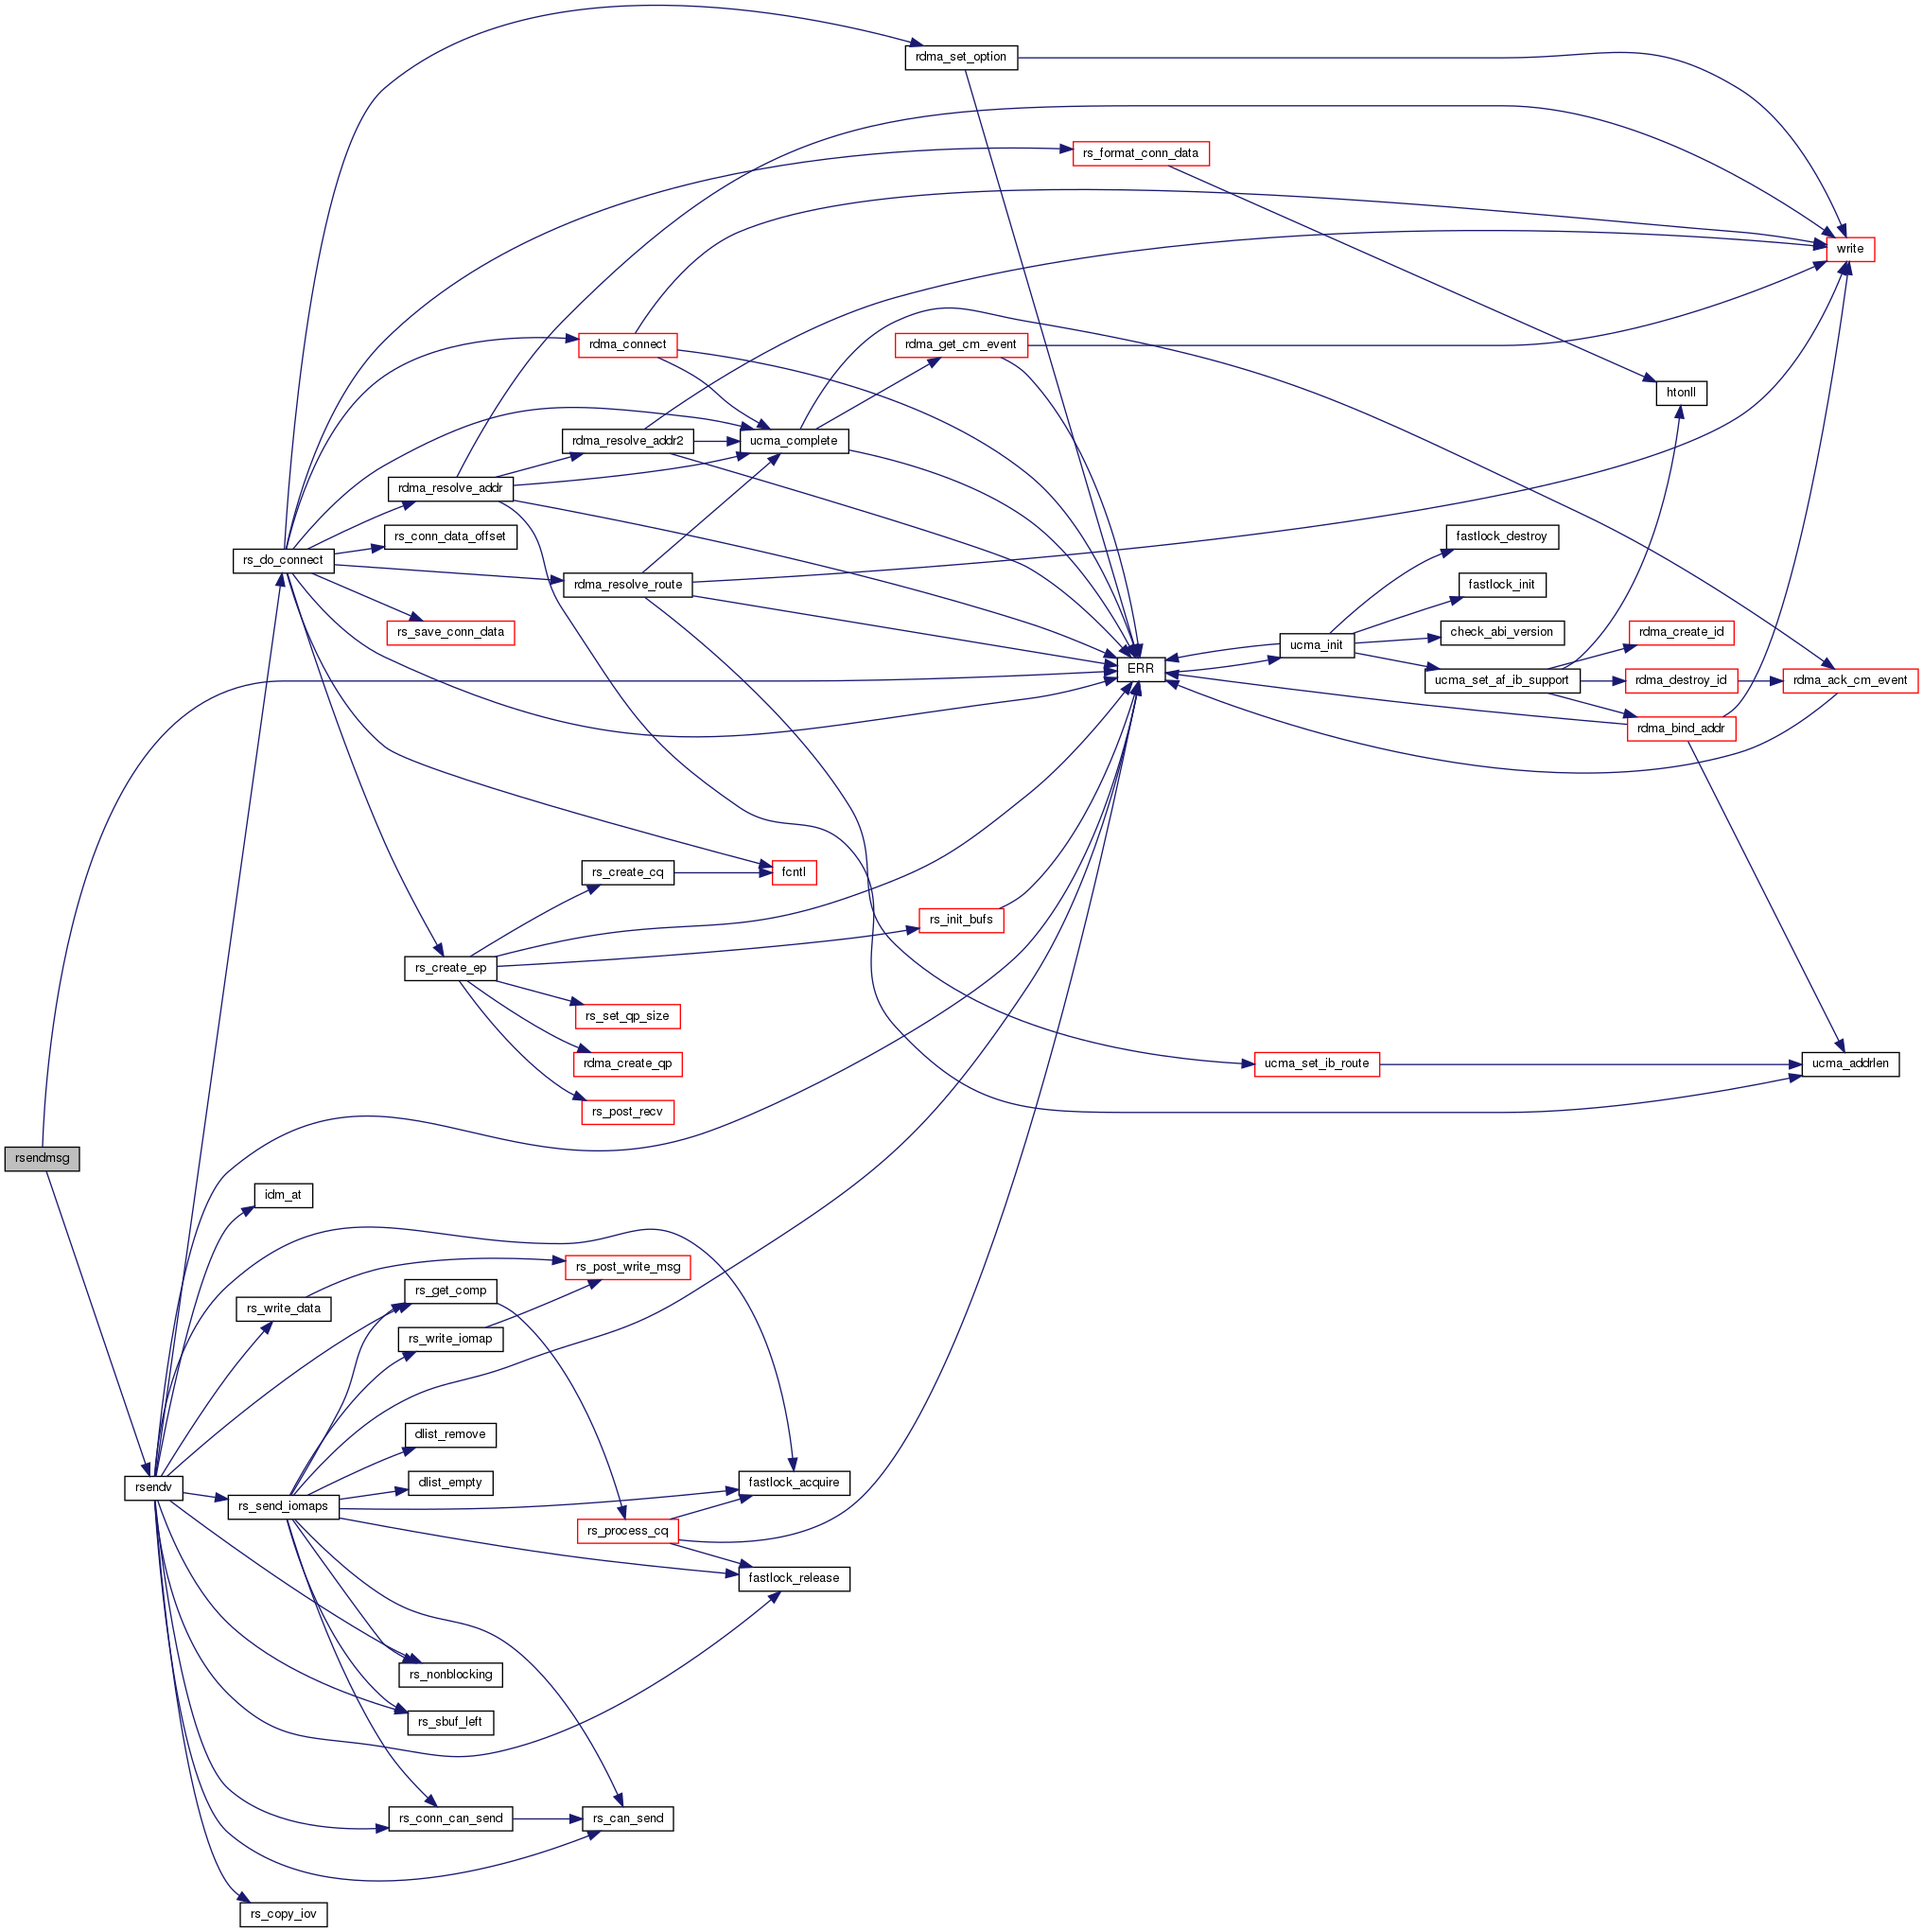 rdma_set_option
rs_format_conn_data
write
rdma_connect
rdma_get_cm_event
htonll
rdma_resolve_addr2
ucma_complete
rdma_resolve_addr
rs_conn_data_offset
fastlock_destroy
rs_do_connect
rdma_resolve_route
fastlock_init
rs_save_conn_data
check_abi_version
rdma_create_id
ucma_init
ERR
ucma_set_af_ib_support
rdma_destroy_id
rdma_ack_cm_event
rdma_bind_addr
rs_create_cq
fcntl
rs_init_bufs
rs_create_ep
rs_set_qp_size
rdma_create_qp
ucma_set_ib_route
ucma_addrlen
rs_post_recv
rsendmsg
idm_at
rs_post_write_msg
rs_get_comp
rs_write_data
rs_write_iomap
dlist_remove
dlist_empty
fastlock_acquire
rsendv
rs_send_iomaps
rs_process_cq
fastlock_release
rs_nonblocking
rs_sbuf_left
rs_conn_can_send
rs_can_send
rs_copy_iov